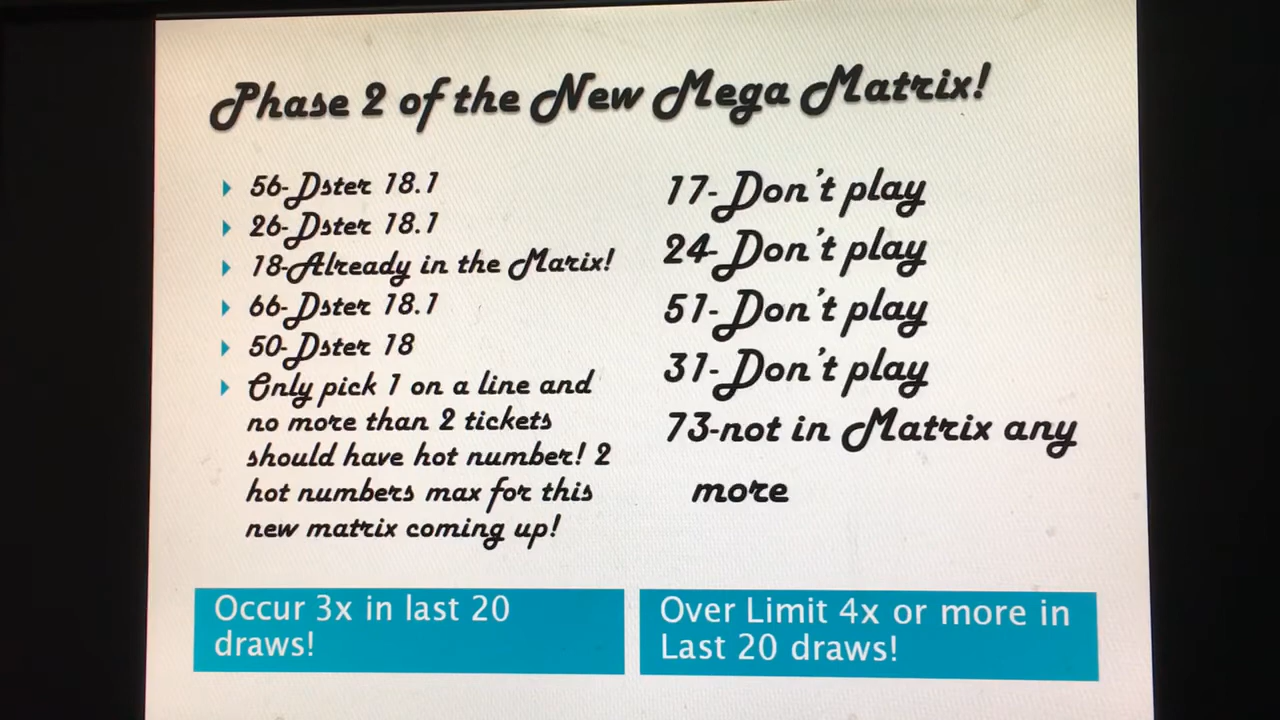 Phase 2 of the New Mega Matrix!
56-Dster 18.1
26-Dster 18.1
18-Already in the Marix!
66-Dster 18.1
50-Dster 18
Only pick 1 on a line and
no more than 2 tickets
should have hot number! 2
hot numbers max for this
new matrix coming up!
17-Don't play
24-Don't play
51-Don't play
31-Don't play
73-not in Matrix any
more
Occur 3x in last 20
draws!
Over Limit 4x or more in
Last 20 draws!